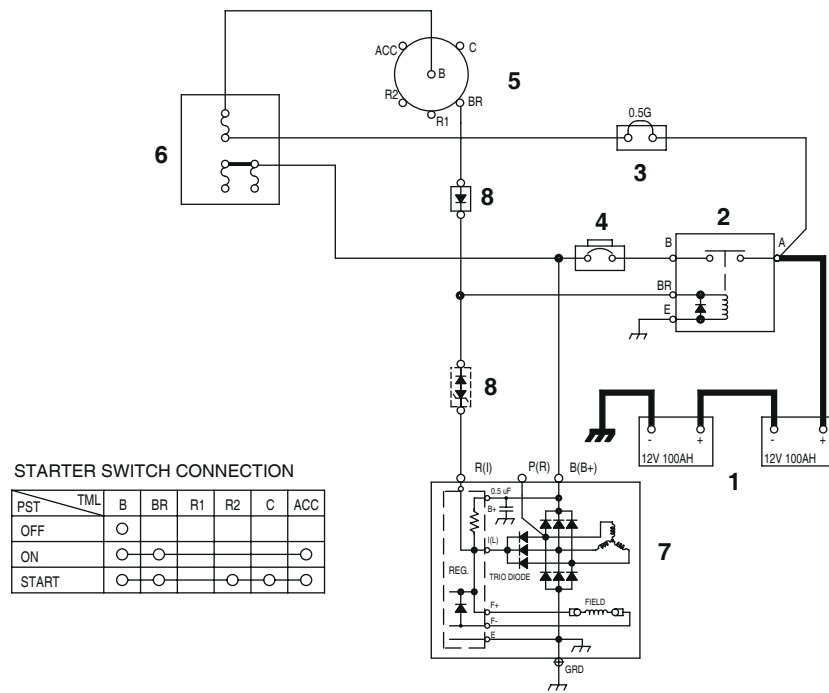 ACC
C
B
5
R2
BR
R1
0.5G
6
3
8
4
2
B
A
BR
E
8
-
+
-
+
12V 100AH
12V 100AH
1
R(I)
P(R)
B(B+)
0.5 uF
B+
I(L)
7
REG.
TRIO DIODE
F+
FIELD
F-
E
GRD
STARTER SWITCH CONNECTION
PST TML B BR R1 R2 C ACC
OFF
ON
START